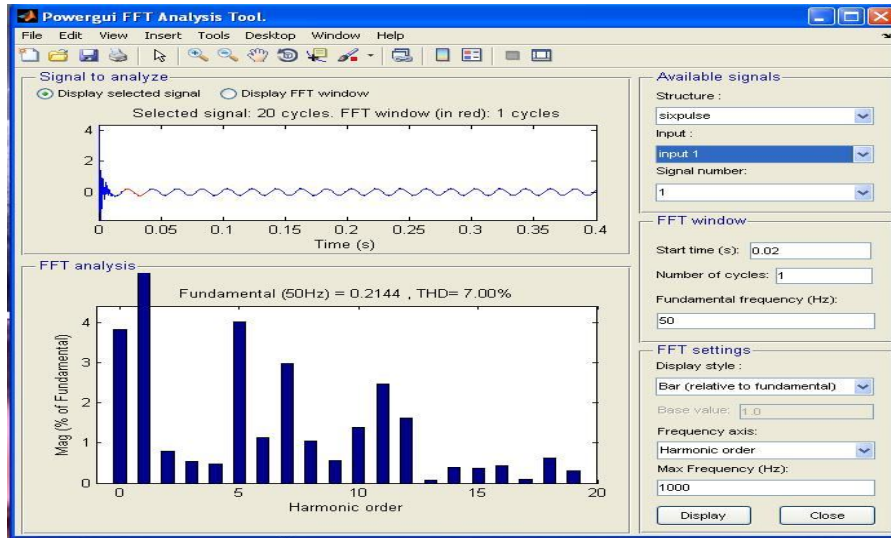 Powergui FFT Analysis Tool.
File Edit View Insert Tools Desktop Window Help
Signal to analyze
Display selected signal Display FFT window
Selected signal: 20 cycles. FFT window (in red): 1 cycles
4
2
0
0 0.05 0.1 0.15 0.2 0.25 0.3 0.35 0.4
Time (s)
FFT analysis
Fundamental (50Hz) = 0.2144 , THD= 7.00%
Mag (% of Fundamental)
4
3
2
1
0
0 5 10 15 20
Harmonic order
Available signals
Structure :
sixpulse
Input :
input 1
Signal number:
1
FFT window
Start time (s): 0.02
Number of cycles: 1
Fundamental frequency (Hz):
50
FFT settings
Display style :
Bar (relative to fundamental)
Base value: 1.0
Frequency axis:
Harmonic order
Max Frequency (Hz):
1000
Display Close